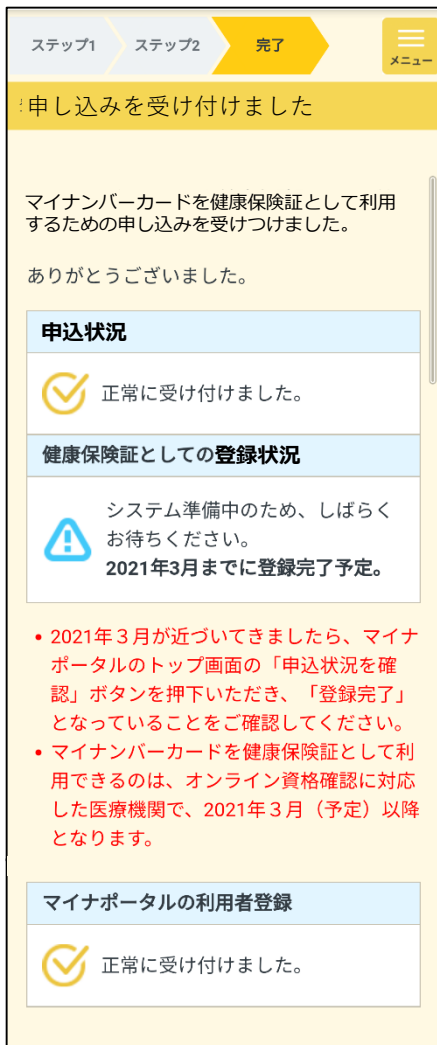 ステップ1 ステップ2 完了
メニュー
申し込みを受け付けました
マイナンバーカードを健康保険証として利用
するための申し込みを受けつけました。
ありがとうございました。
申込状況
正常に受け付けました。
健康保険証としての登録状況
システム準備中のため、しばらく
お待ちください。
2021年3月までに登録完了予定。
• 2021年３月が近づいてきましたら、マイナ
ポータルのトップ画面の「申込状況を確
認」ボタンを押下いただき、「登録完了」
となっていることをご確認してください。
• マイナンバーカードを健康保険証として利
用できるのは、オンライン資格確認に対応
した医療機関で、2021年３月（予定）以降
となります。
マイナポータルの利用者登録
正常に受け付けました。